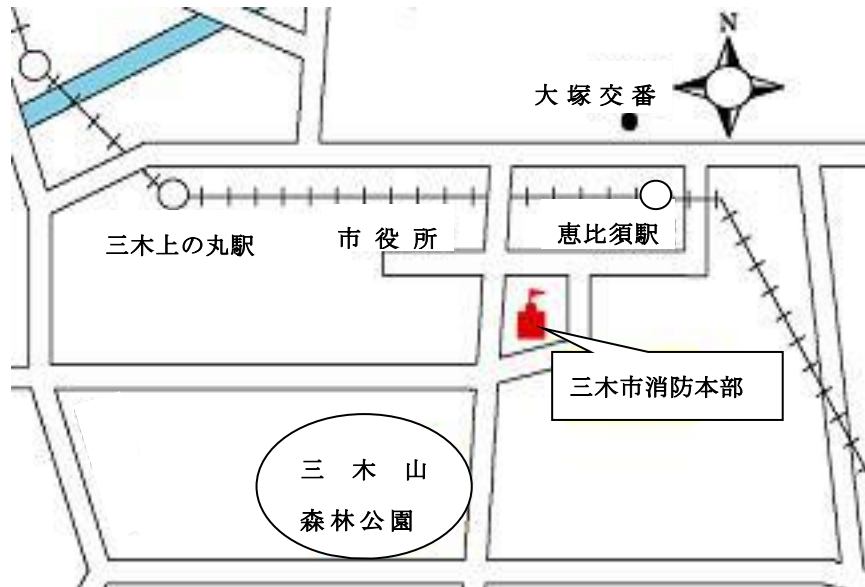 N
大塚交番
三木上の丸駅
市役所
恵比須駅
三木市消防本部
三木山
森林公園